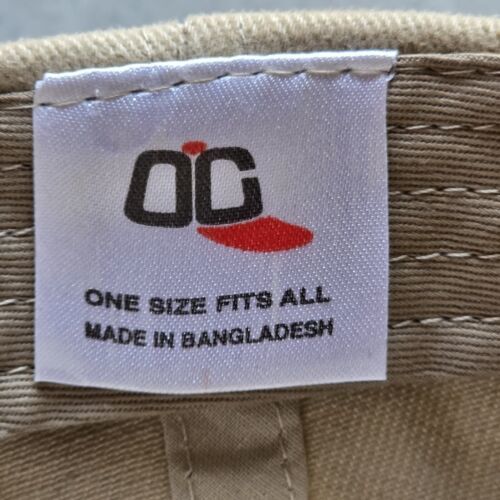 OC
ONE SIZE FITS ALL
MADE IN BANGLADESH